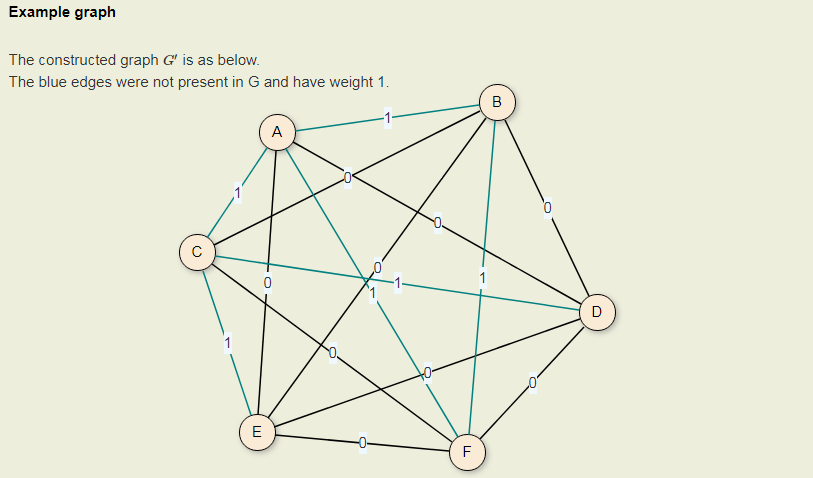 Example graph
The constructed graph G' is as below.
The blue edges were not present in G and have weight 1.
B
1
A
0
1
0
0
C
0
1
0
1
1
1
D
1
0
0
0
E
0
F